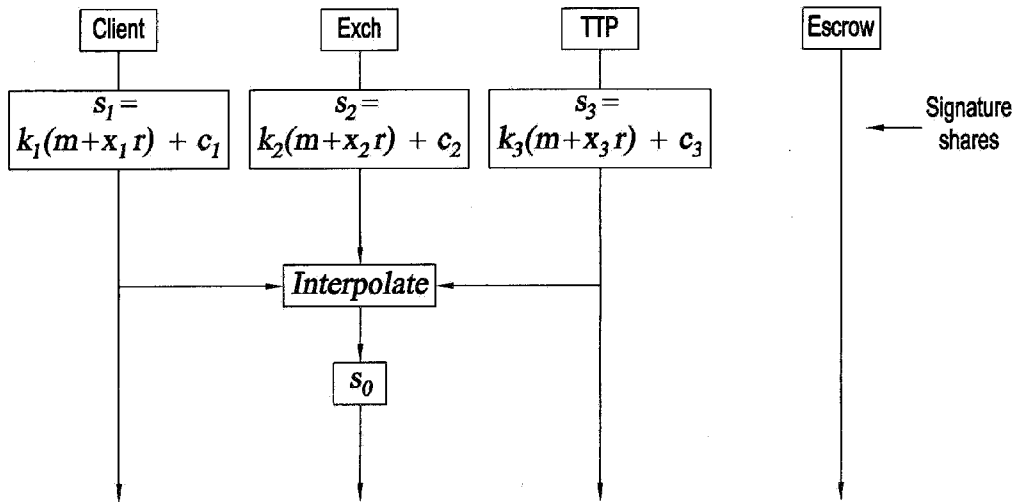 Client
Exch
TTP
Escrow
s₁=
k₁(m+x₁r) + c₁
s₂=
k₂(m+x₂r) + c₂
s₃=
k₃(m+x₃r) + c₃
Signature
shares
Interpolate
s₀